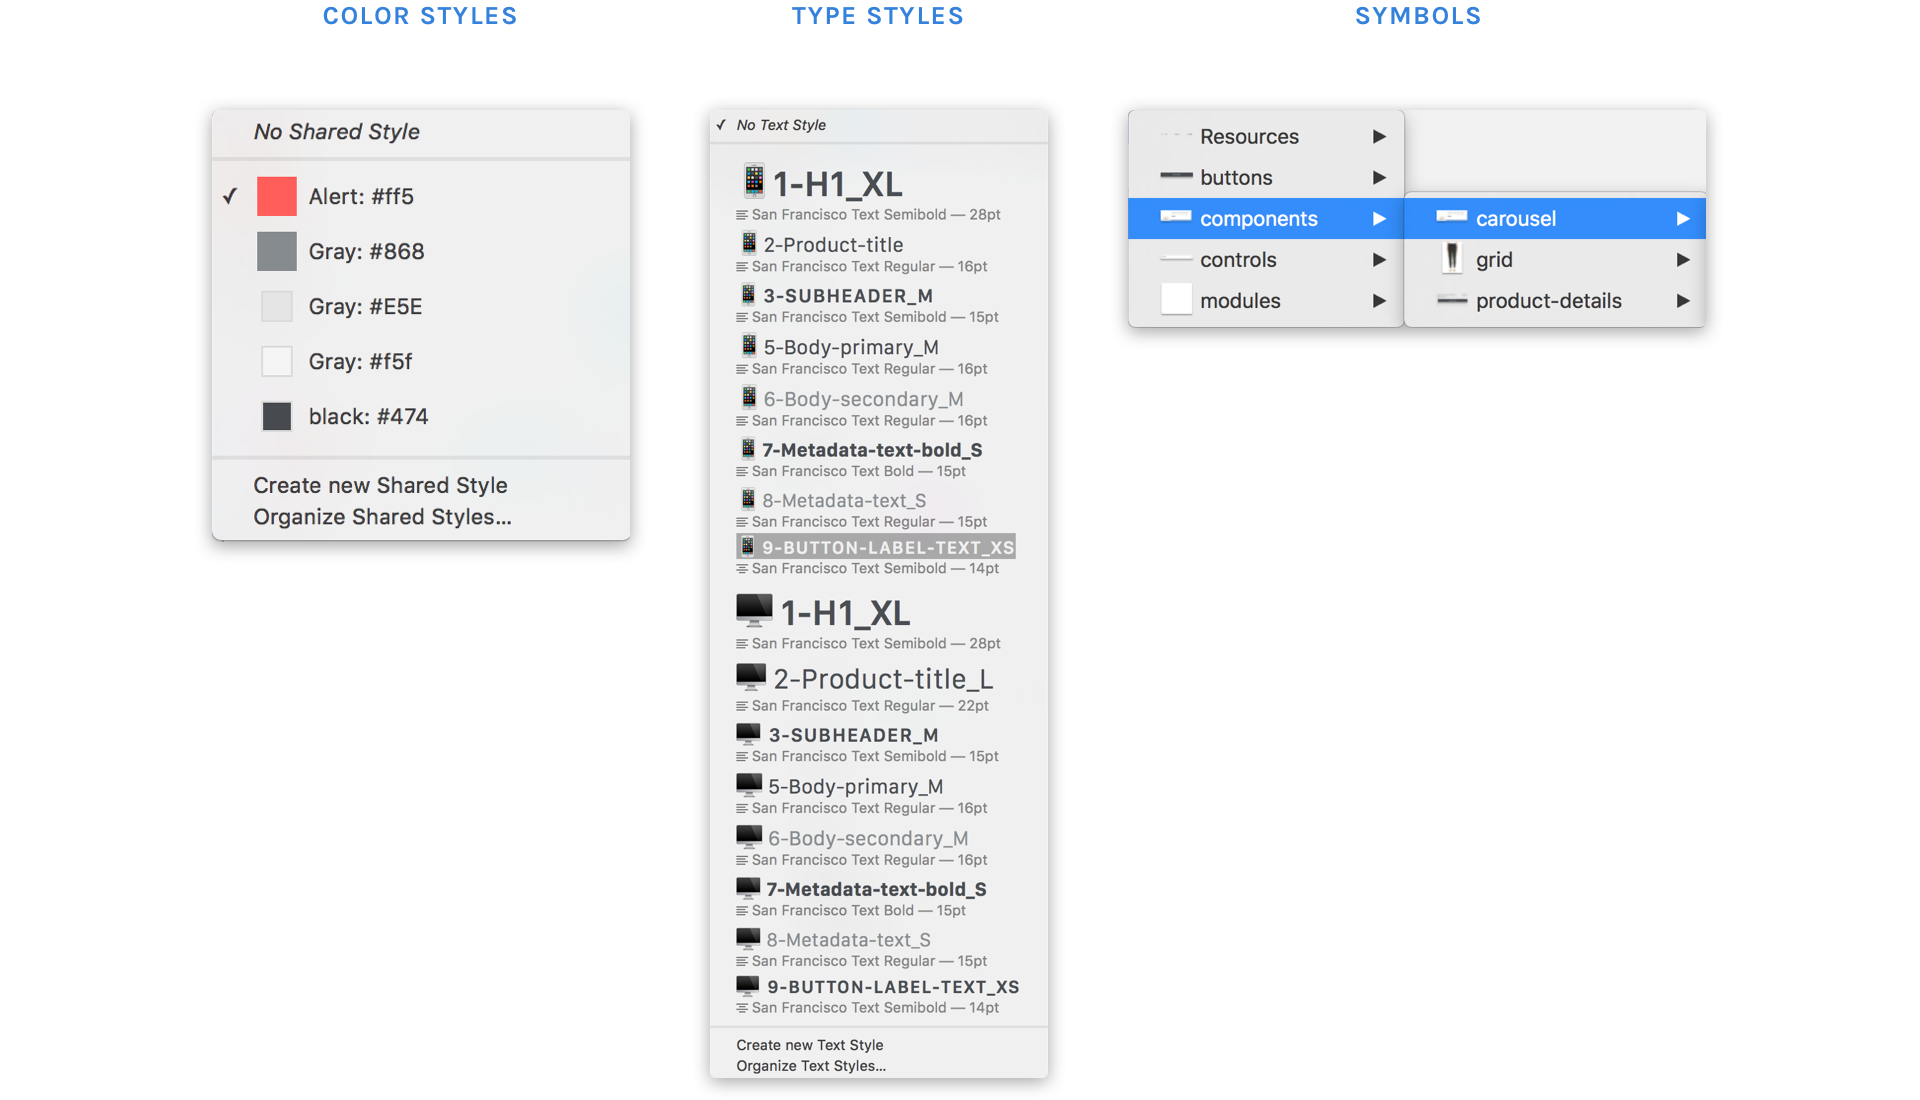 COLOR STYLES
TYPE STYLES
SYMBOLS
No Shared Style
✓ Alert: #ff5
Gray: #868
Gray: #E5E
Gray: #f5f
black: #474
Create new Shared Style
Organize Shared Styles...
✓ No Text Style
1-H1_XL
San Francisco Text Semibold — 28pt
2-Product-title
San Francisco Text Regular — 16pt
3-SUBHEADER_M
San Francisco Text Semibold — 15pt
5-Body-primary_M
San Francisco Text Regular — 16pt
6-Body-secondary_M
San Francisco Text Regular — 16pt
7-Metadata-text-bold_S
San Francisco Text Bold — 15pt
8-Metadata-text_S
San Francisco Text Regular — 15pt
9-BUTTON-LABEL-TEXT_XS
San Francisco Text Semibold — 14pt
1-H1_XL
San Francisco Text Semibold — 28pt
2-Product-title_L
San Francisco Text Regular — 22pt
3-SUBHEADER_M
San Francisco Text Semibold — 15pt
5-Body-primary_M
San Francisco Text Regular — 16pt
6-Body-secondary_M
San Francisco Text Regular — 16pt
7-Metadata-text-bold_S
San Francisco Text Bold — 15pt
8-Metadata-text_S
San Francisco Text Regular — 15pt
9-BUTTON-LABEL-TEXT_XS
San Francisco Text Semibold — 14pt
Create new Text Style
Organize Text Styles...
Resources
buttons
components
controls
modules
carousel
grid
product-details